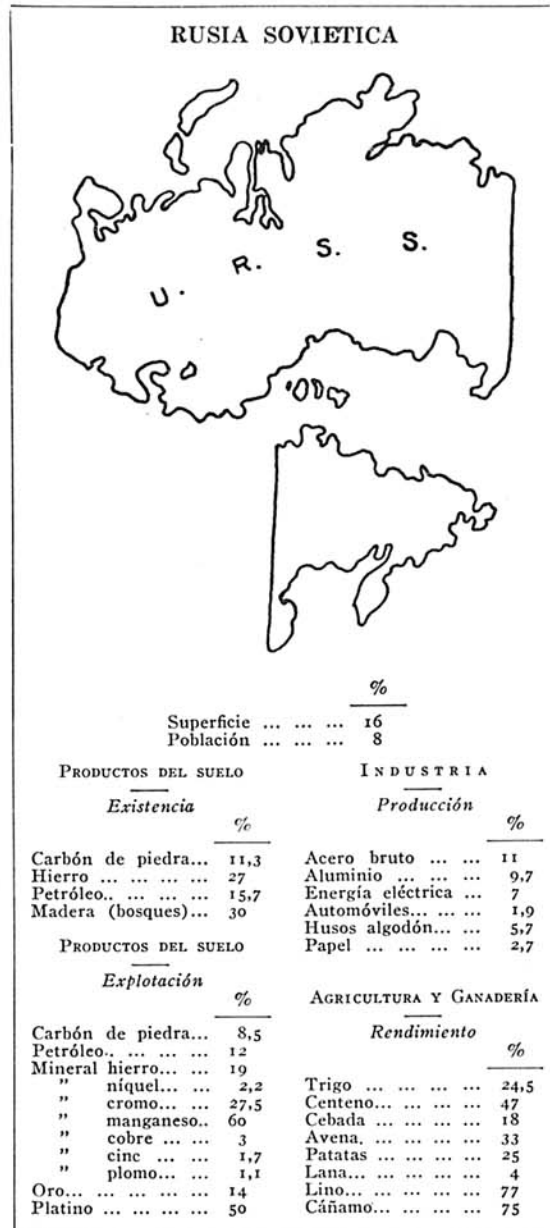 RUSIA SOVIETICA
U. R. S. S.
%
Superficie ... ... ... 16
Población ... ... ... 8
PRODUCTOS DEL SUELO
Existencia
%
Carbón de piedra... 11,3
Hierro ... ... ... ... 27
Petróleo.. ... ... ... 15,7
Madera (bosques)... 30
PRODUCTOS DEL SUELO
Explotación
%
Carbón de piedra... 8,5
Petróleo.. ... ... ... 12
Mineral hierro... ... 19
" níquel... ... 2,2
" cromo... ... 27,5
" manganeso.. 60
" cobre ... ... 3
" cinc ... ... 1,7
" plomo... ... 1,1
Oro... ... ... ... ... 14
Platino ... ... ... ... 50
INDUSTRIA
Producción
%
Acero bruto ... ... 11
Aluminio ... ... ... 9,7
Energía eléctrica ... 7
Automóviles... ... ... 1,9
Husos algodón... ... 5,7
Papel ... ... ... ... 2,7
AGRICULTURA Y GANADERÍA
Rendimiento
%
Trigo ... ... ... ... 24,5
Centeno... ... ... ... 47
Cebada ... ... ... ... 18
Avena. ... ... ... ... 33
Patatas ... ... ... ... 25
Lana... ... ... ... ... 4
Lino... ... ... ... ... 77
Cáñamo... ... ... ... 75